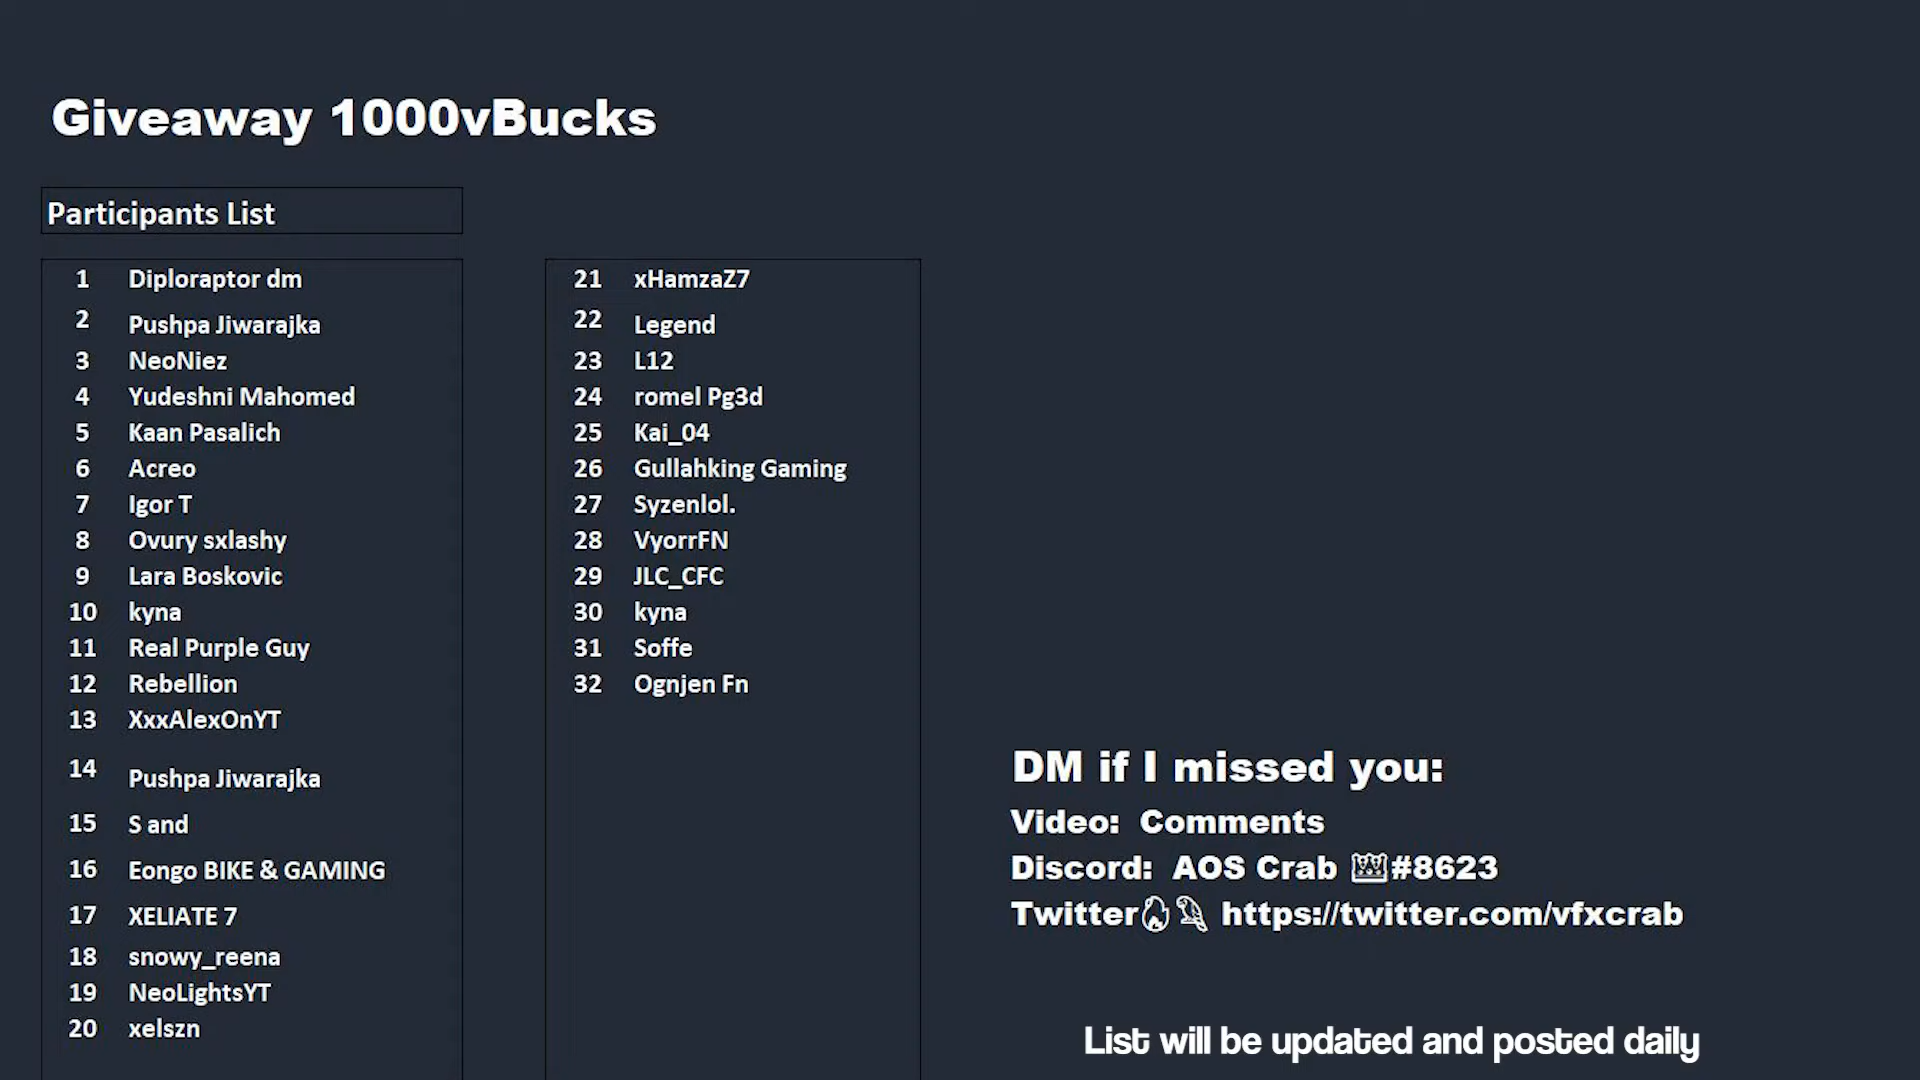 Giveaway 1000vBucks
Participants List
1 Diploraptor dm
2 Pushpa Jiwarajka
3 NeoNiez
4 Yudeshni Mahomed
5 Kaan Pasalich
6 Acreo
7 Igor T
8 Ovury sxlashy
9 Lara Boskovic
10 kyna
11 Real Purple Guy
12 Rebellion
13 XxxAlexOnYT
14 Pushpa Jiwarajka
15 S and
16 Eongo BIKE & GAMING
17 XELIATE 7
18 snowy_reena
19 NeoLightsYT
20 xelszn
21 xHamzaZ7
22 Legend
23 L12
24 romel Pg3d
25 Kai_04
26 Gullahking Gaming
27 Syzenlol.
28 VyorrFN
29 JLC_CFC
30 kyna
31 Soffe
32 Ognjen Fn
DM if I missed you:
Video: Comments
Discord: AOS Crab 👑#8623
Twitter🔥🦜 https://twitter.com/vfxcrab
List will be updated and posted daily